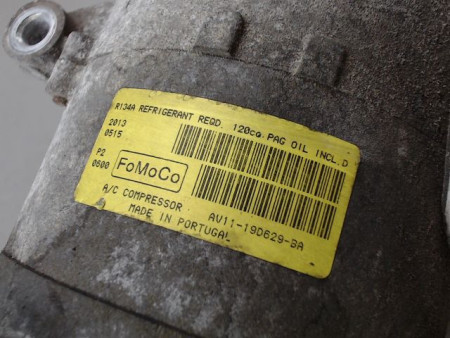 R134A REFRIGERANT REQD. 120cc.PAG OIL INCL.D
2013
0515
P2
0600
FoMoCo
A/C COMPRESSOR AV11-19D629-BA
MADE IN PORTUGAL